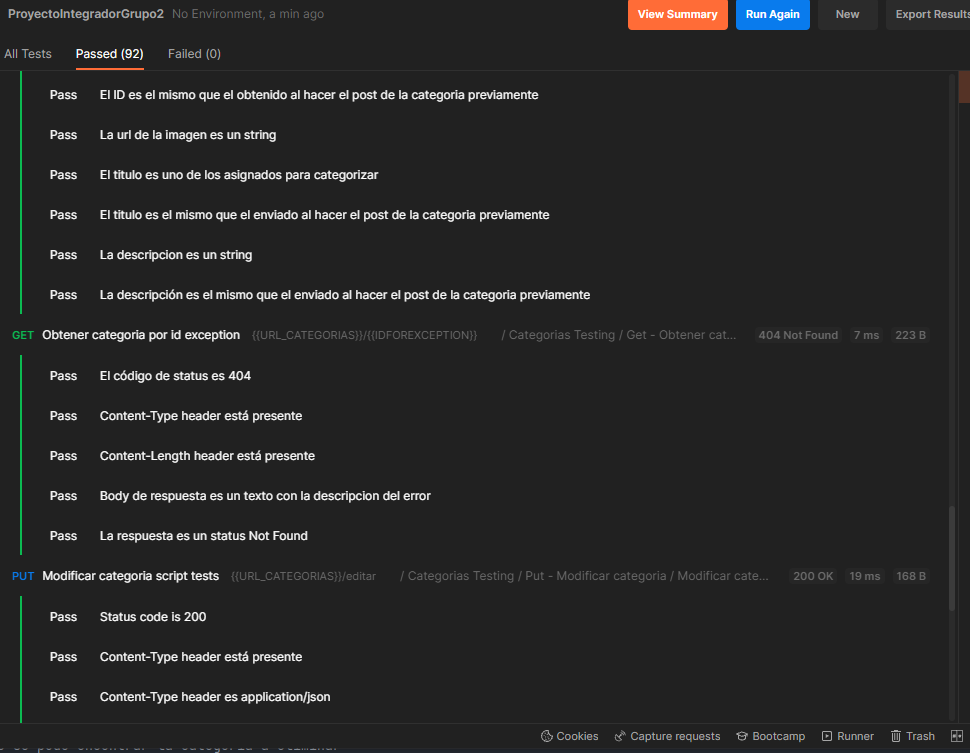 ProyectoIntegradorGrupo2 No Environment, a min ago View Summary Run Again New Export Results
All Tests Passed (92) Failed (0)
Pass El ID es el mismo que el obtenido al hacer el post de la categoria previamente
Pass La url de la imagen es un string
Pass El titulo es uno de los asignados para categorizar
Pass El titulo es el mismo que el enviado al hacer el post de la categoria previamente
Pass La descripcion es un string
Pass La descripción es el mismo que el enviado al hacer el post de la categoria previamente
GET Obtener categoria por id exception {{URL_CATEGORIAS}}/{{IDFOREXCEPTION}} / Categorias Testing / Get - Obtener cat... 404 Not Found 7 ms 223 B
Pass El código de status es 404
Pass Content-Type header está presente
Pass Content-Length header está presente
Pass Body de respuesta es un texto con la descripcion del error
Pass La respuesta es un status Not Found
PUT Modificar categoria script tests {{URL_CATEGORIAS}}/editar / Categorias Testing / Put - Modificar categoria / Modificar cate... 200 OK 19 ms 168 B
Pass Status code is 200
Pass Content-Type header está presente
Pass Content-Type header es application/json
Cookies Capture requests Bootcamp Runner Trash